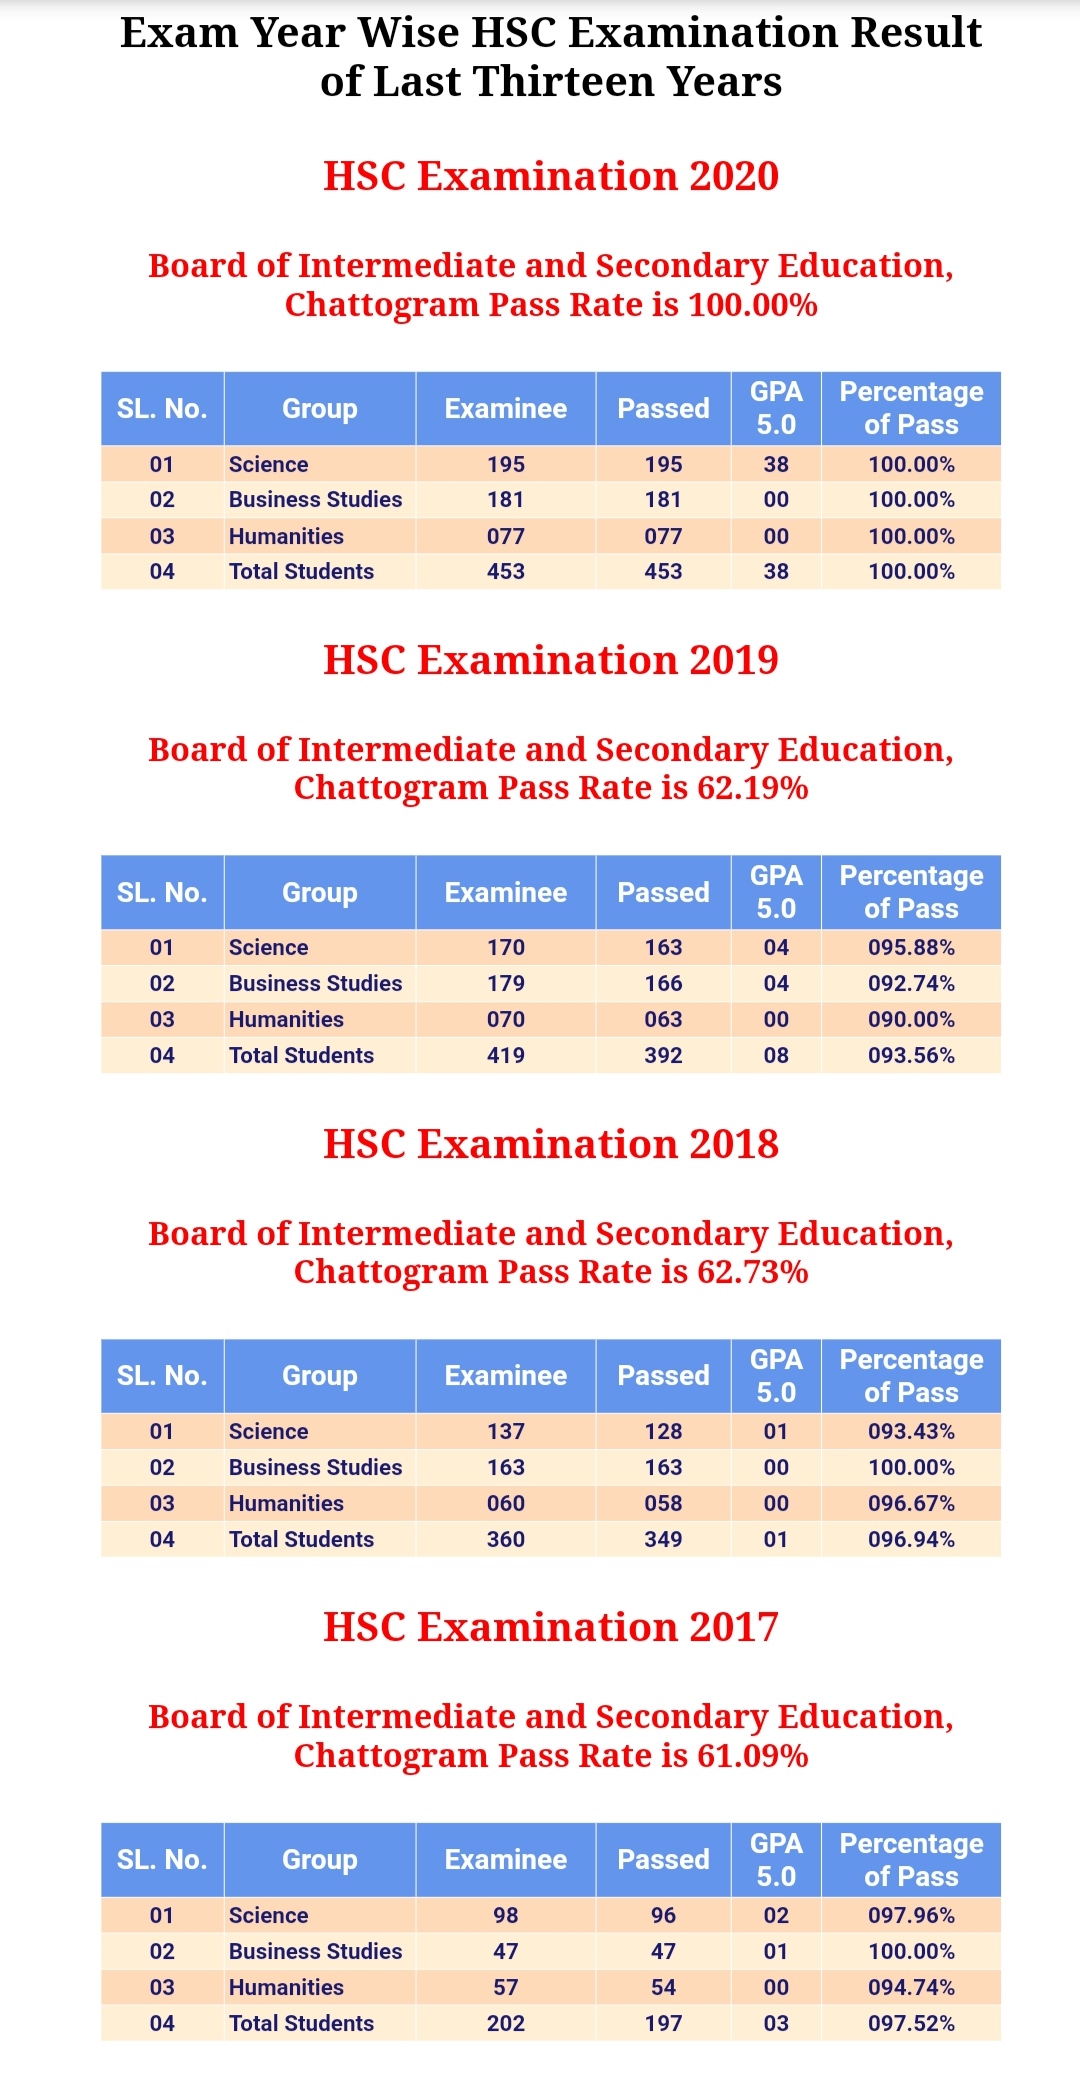 Exam Year Wise HSC Examination Result
of Last Thirteen Years
HSC Examination 2020
Board of Intermediate and Secondary Education,
Chattogram Pass Rate is 100.00%
SL. No. Group Examinee Passed GPA 5.0 Percentage of Pass
01 Science 195 195 38 100.00%
02 Business Studies 181 181 00 100.00%
03 Humanities 077 077 00 100.00%
04 Total Students 453 453 38 100.00%
HSC Examination 2019
Board of Intermediate and Secondary Education,
Chattogram Pass Rate is 62.19%
SL. No. Group Examinee Passed GPA 5.0 Percentage of Pass
01 Science 170 163 04 095.88%
02 Business Studies 179 166 04 092.74%
03 Humanities 070 063 00 090.00%
04 Total Students 419 392 08 093.56%
HSC Examination 2018
Board of Intermediate and Secondary Education,
Chattogram Pass Rate is 62.73%
SL. No. Group Examinee Passed GPA 5.0 Percentage of Pass
01 Science 137 128 01 093.43%
02 Business Studies 163 163 00 100.00%
03 Humanities 060 058 00 096.67%
04 Total Students 360 349 01 096.94%
HSC Examination 2017
Board of Intermediate and Secondary Education,
Chattogram Pass Rate is 61.09%
SL. No. Group Examinee Passed GPA 5.0 Percentage of Pass
01 Science 98 96 02 097.96%
02 Business Studies 47 47 01 100.00%
03 Humanities 57 54 00 094.74%
04 Total Students 202 197 03 097.52%